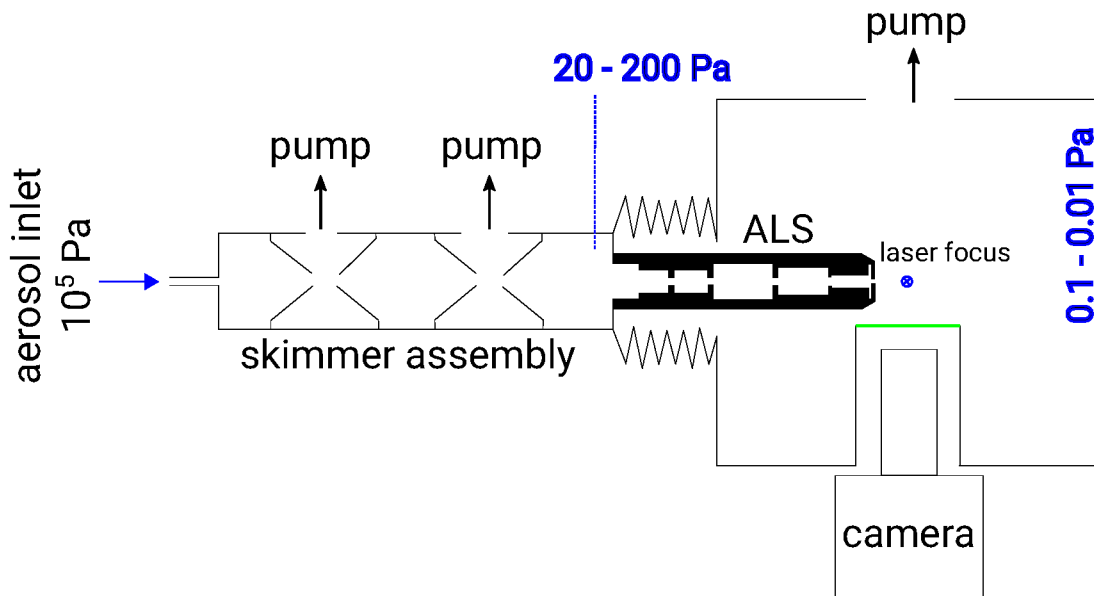 pump
20 - 200 Pa
pump
pump
aerosol inlet
10⁵ Pa
ALS
laser focus
0.1 - 0.01 Pa
skimmer assembly
camera